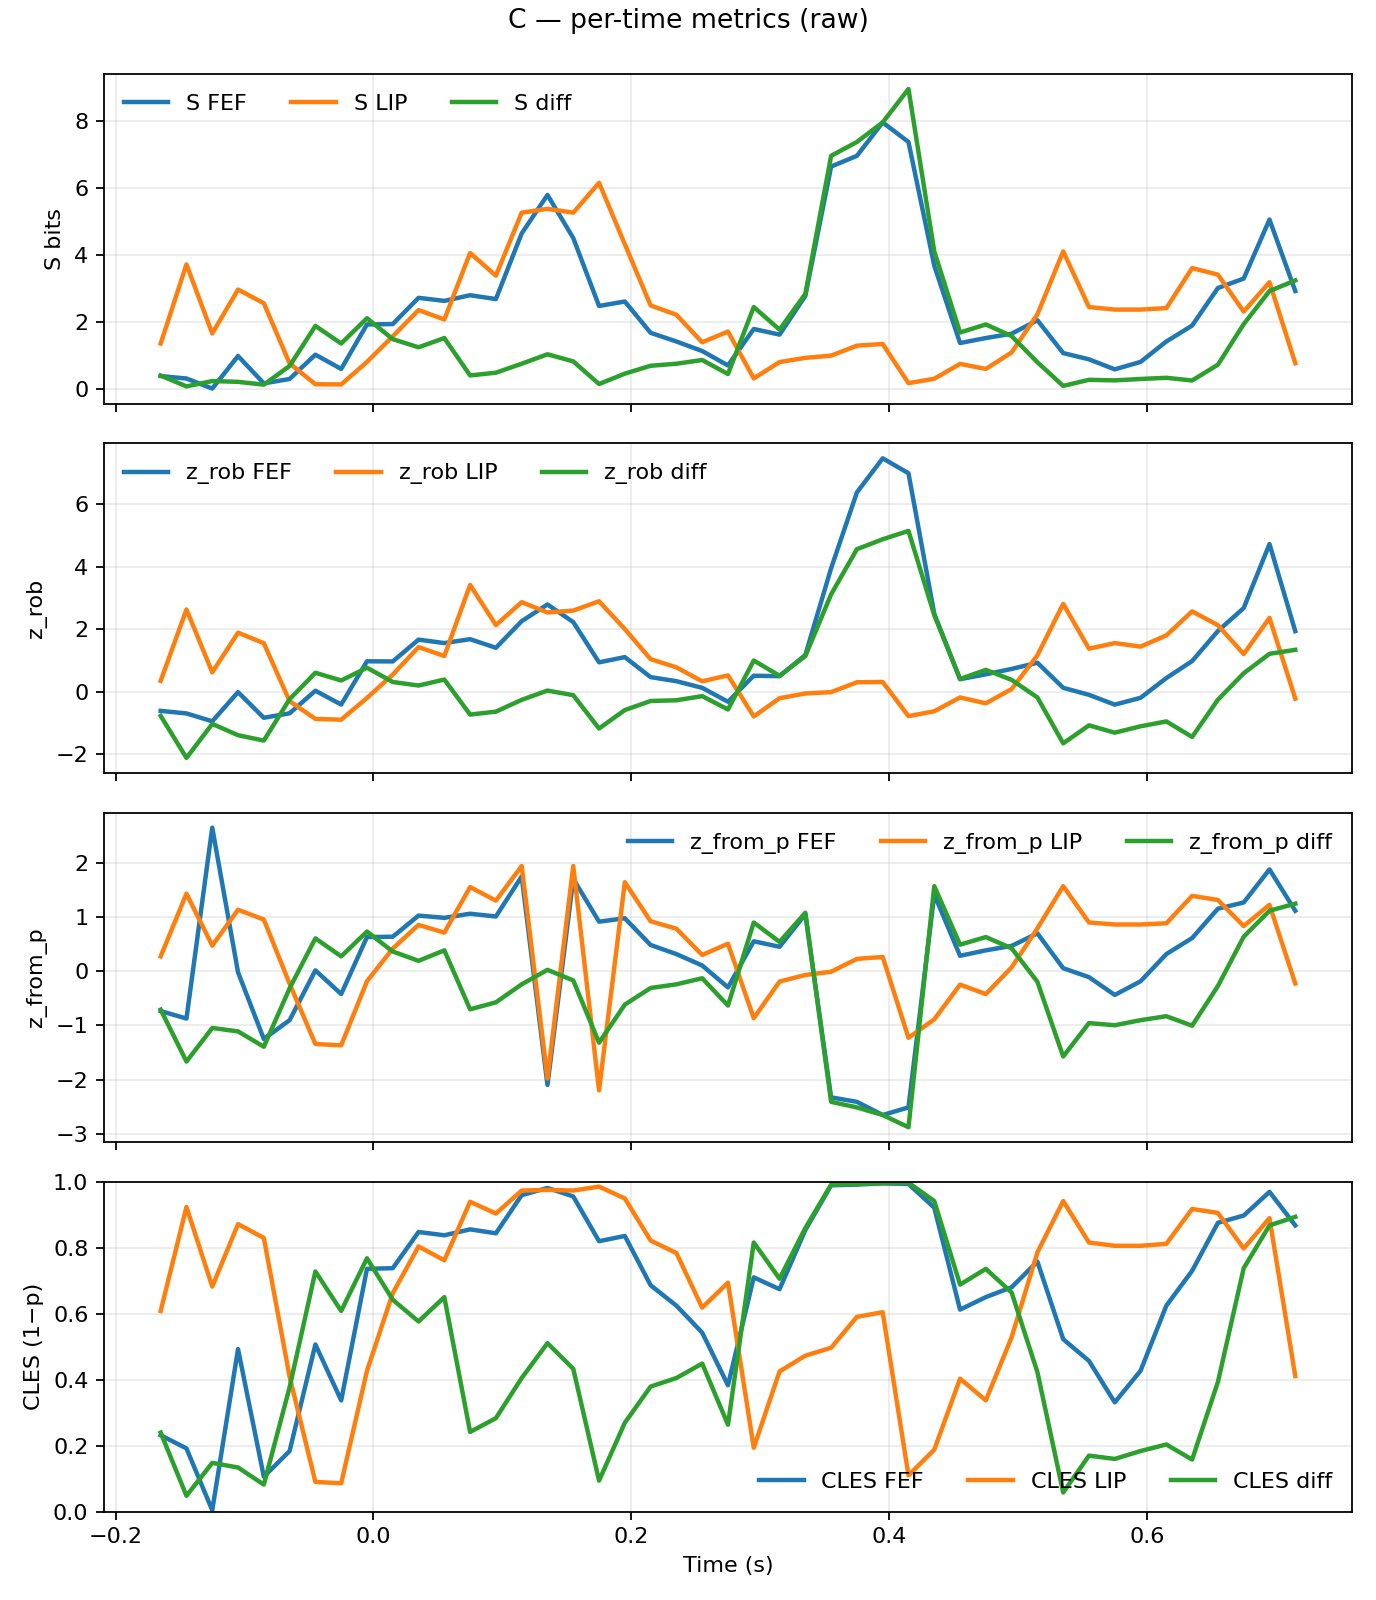 C — per-time metrics (raw)
S FEF S LIP S diff
8
6
4
2
0
S bits
z_rob FEF z_rob LIP z_rob diff
6
4
2
0
−2
z_rob
z_from_p FEF z_from_p LIP z_from_p diff
2
1
0
−1
−2
−3
z_from_p
1.0
0.8
0.6
0.4
0.2
0.0
CLES (1−p)
CLES FEF CLES LIP CLES diff
−0.2 0.0 0.2 0.4 0.6
Time (s)